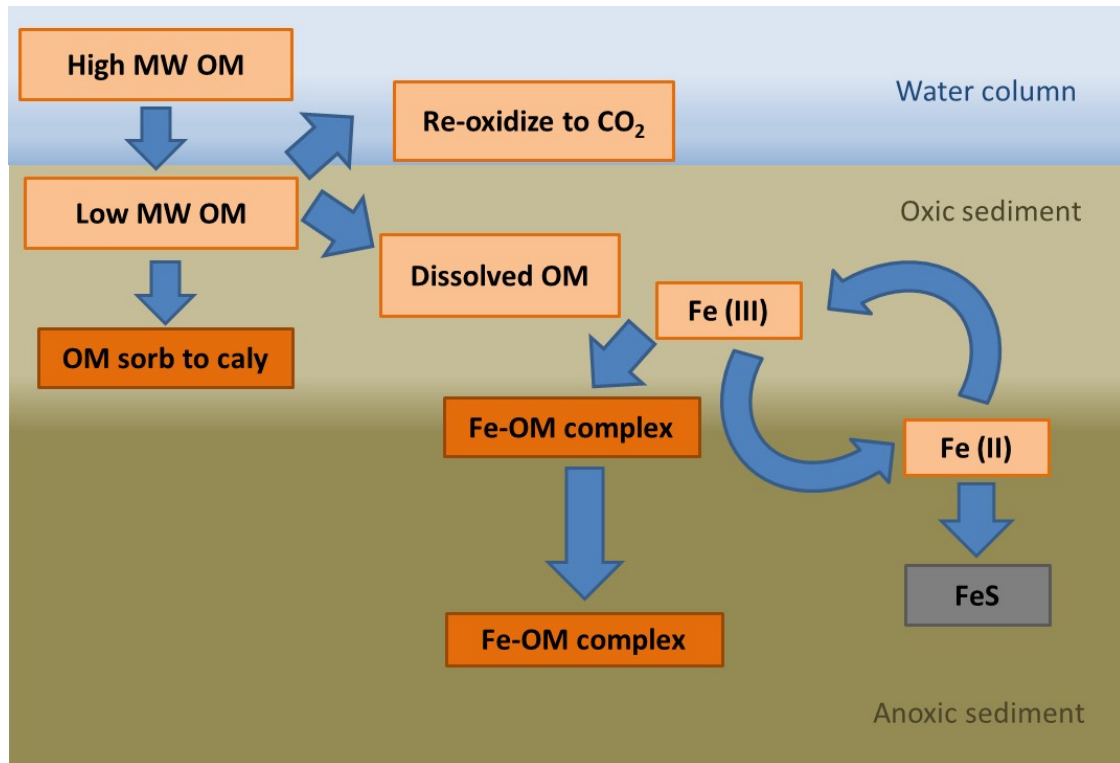 High MW OM
Water column
Re-oxidize to CO₂
Low MW OM
Oxic sediment
Dissolved OM
Fe (III)
OM sorb to caly
Fe-OM complex
Fe (II)
FeS
Fe-OM complex
Anoxic sediment